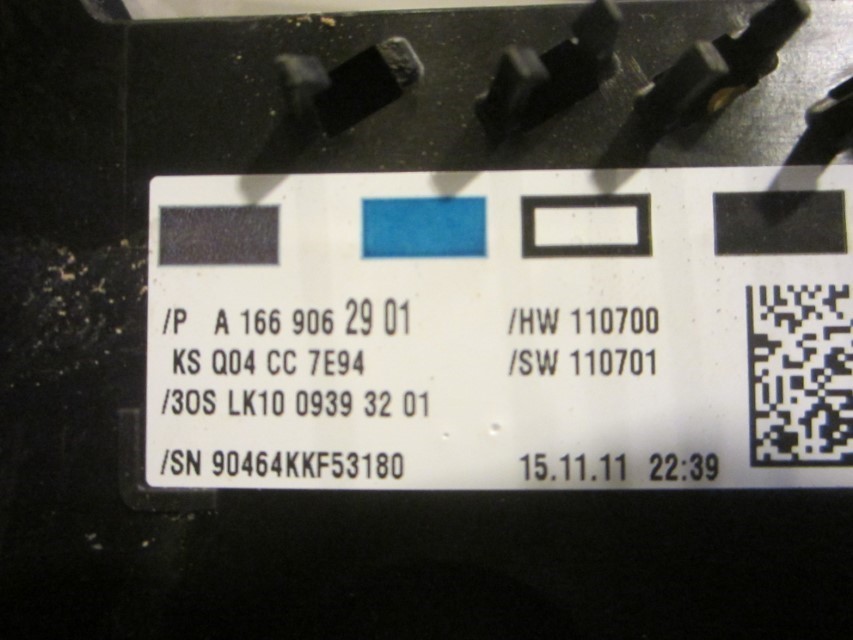 /P A 166 906 29 01
KS Q04 CC 7E94
/3OS LK10 0939 32 01
/SN 90464KKF53180
/HW 110700
/SW 110701
15.11.11 22:39